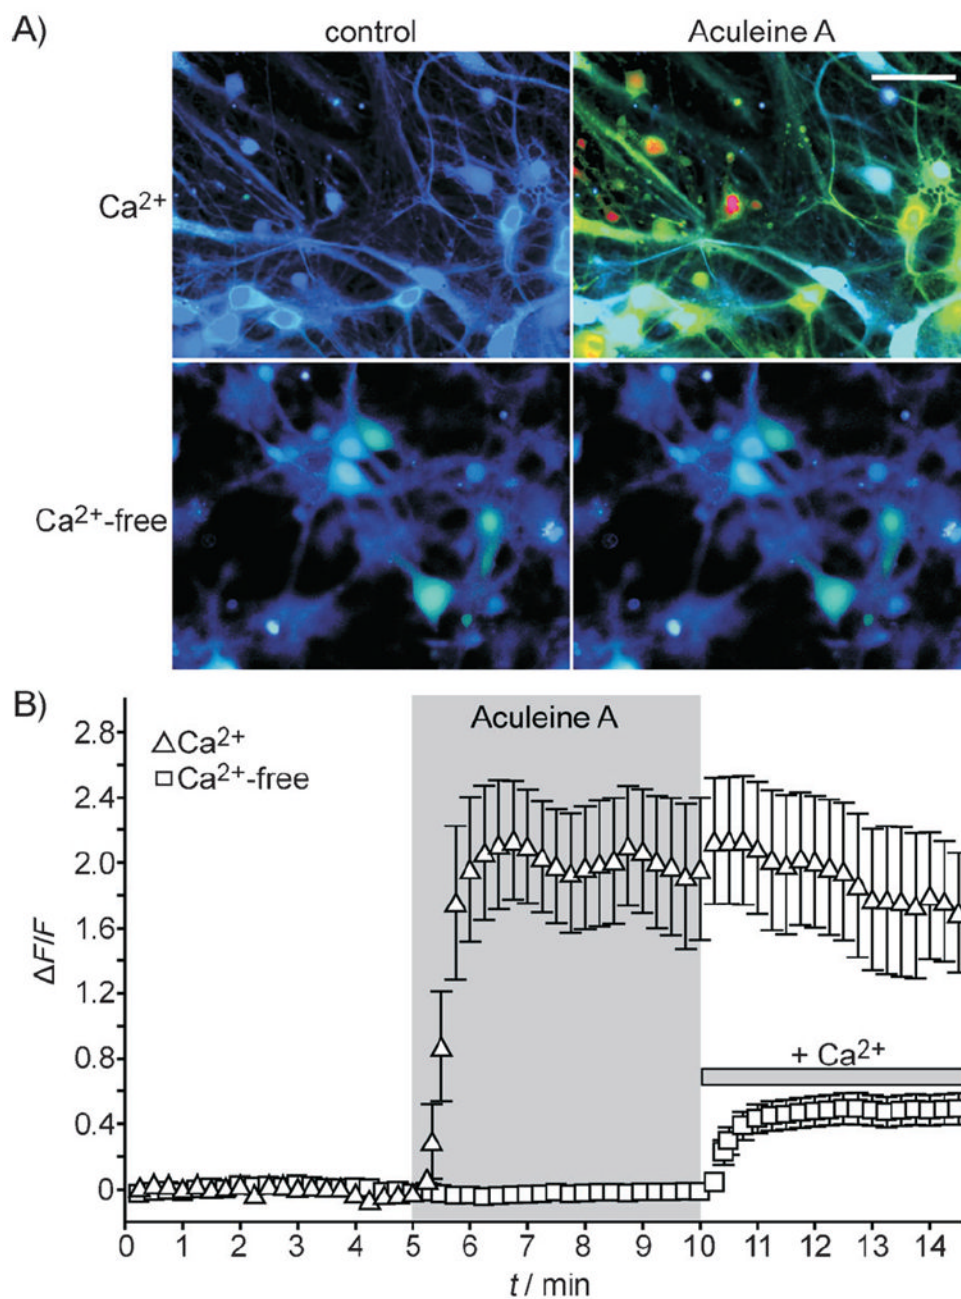 A)
control
Aculeine A
Ca²⁺
Ca²⁺-free
B)
Aculeine A
Ca²⁺
Ca²⁺-free
+ Ca²⁺
2.8
2.4
2.0
1.6
1.2
0.8
0.4
0
ΔF/F
0 1 2 3 4 5 6 7 8 9 10 11 12 13 14
t / min